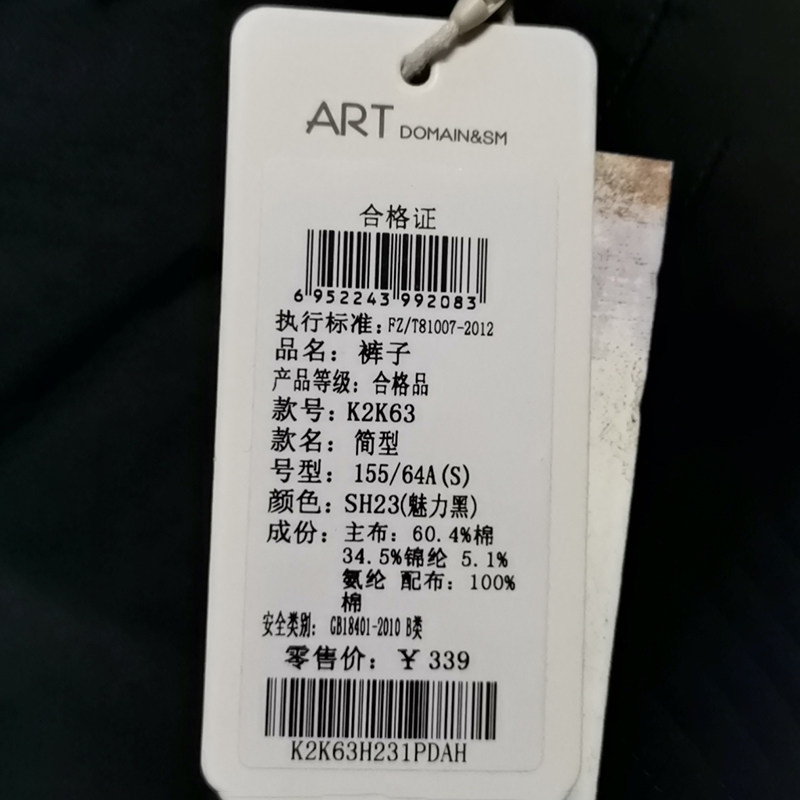 ART DOMAIN&SM
合格证
6 952243 992083
执行标准：FZ/T81007-2012
品名：裤子
产品等级：合格品
款号：K2K63
款名：简型
号型：155/64A(S)
颜色：SH23(魅力黑)
成份：主布：60.4%棉
34.5%锦纶 5.1%
氨纶 配布：100%
棉
安全类别：GB18401-2010 B类
零售价：￥339
K2K63H231PDAH